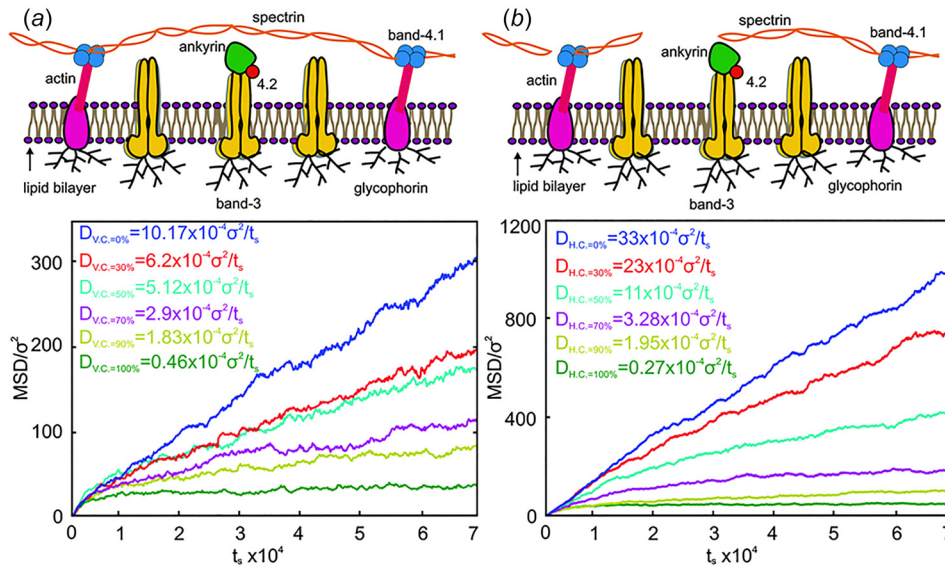 (a)
spectrin
ankyrin
band-4.1
actin
4.2
lipid bilayer
glycophorin
band-3
D_V.C.=0%=10.17x10⁻⁴σ²/t_s
D_V.C.=30%=6.2x10⁻⁴σ²/t_s
D_V.C.=50%=5.12x10⁻⁴σ²/t_s
D_V.C.=70%=2.9x10⁻⁴σ²/t_s
D_V.C.=90%=1.83x10⁻⁴σ²/t_s
D_V.C.=100%=0.46x10⁻⁴σ²/t_s
MSD/σ²
300
200
100
0
0 1 2 3 4 5 6 7
t_s x10⁴
(b)
spectrin
ankyrin
band-4.1
actin
4.2
lipid bilayer
glycophorin
band-3
D_H.C.=0%=33x10⁻⁴σ²/t_s
D_H.C.=30%=23x10⁻⁴σ²/t_s
D_H.C.=50%=11x10⁻⁴σ²/t_s
D_H.C.=70%=3.28x10⁻⁴σ²/t_s
D_H.C.=90%=1.95x10⁻⁴σ²/t_s
D_H.C.=100%=0.27x10⁻⁴σ²/t_s
MSD/σ²
1200
800
400
0
0 1 2 3 4 5 6 7
t_s x10⁴